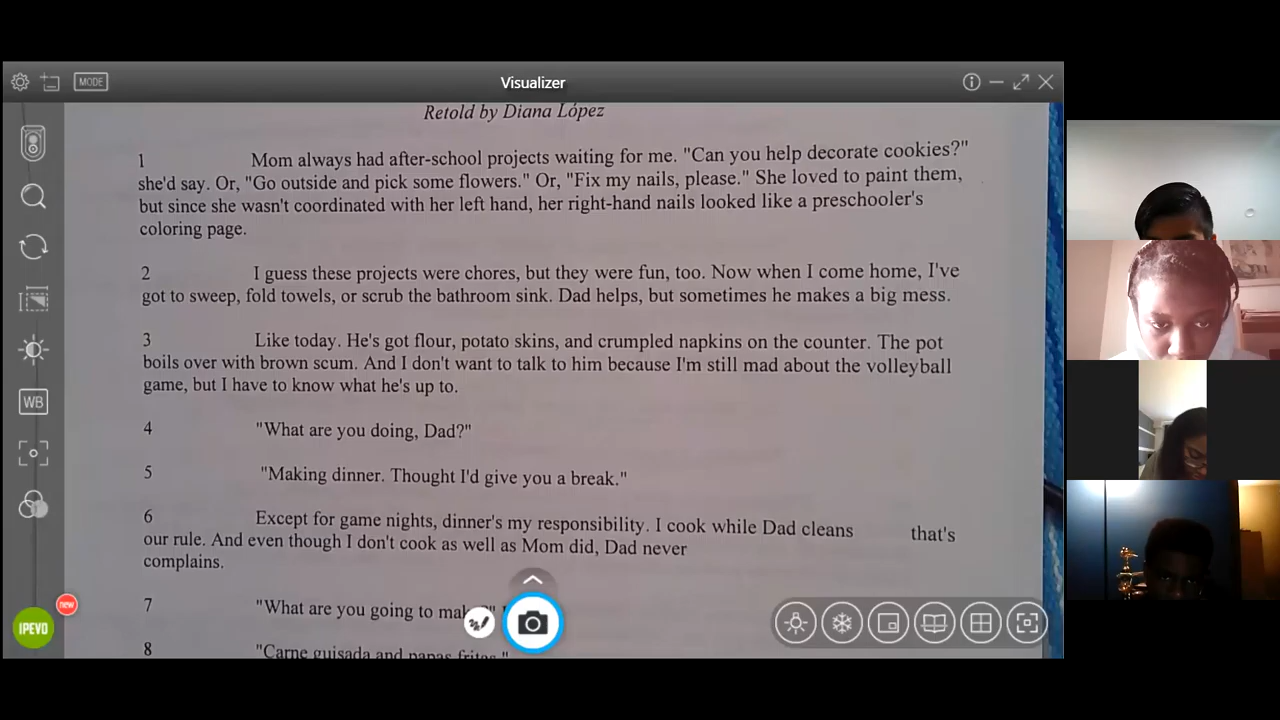 MODE
Visualizer
Retold by Diana López
1 Mom always had after-school projects waiting for me. "Can you help decorate cookies?"
she'd say. Or, "Go outside and pick some flowers." Or, "Fix my nails, please." She loved to paint them,
but since she wasn't coordinated with her left hand, her right-hand nails looked like a preschooler's
coloring page.
2 I guess these projects were chores, but they were fun, too. Now when I come home, I've
got to sweep, fold towels, or scrub the bathroom sink. Dad helps, but sometimes he makes a big mess.
3 Like today. He's got flour, potato skins, and crumpled napkins on the counter. The pot
boils over with brown scum. And I don't want to talk to him because I'm still mad about the volleyball
game, but I have to know what he's up to.
4 "What are you doing, Dad?"
5 "Making dinner. Thought I'd give you a break."
6 Except for game nights, dinner's my responsibility. I cook while Dad cleans that's
our rule. And even though I don't cook as well as Mom did, Dad never
complains.
7 "What are you going to
8 "Carne guisada and papas fritas."
WB
new
IPEVO